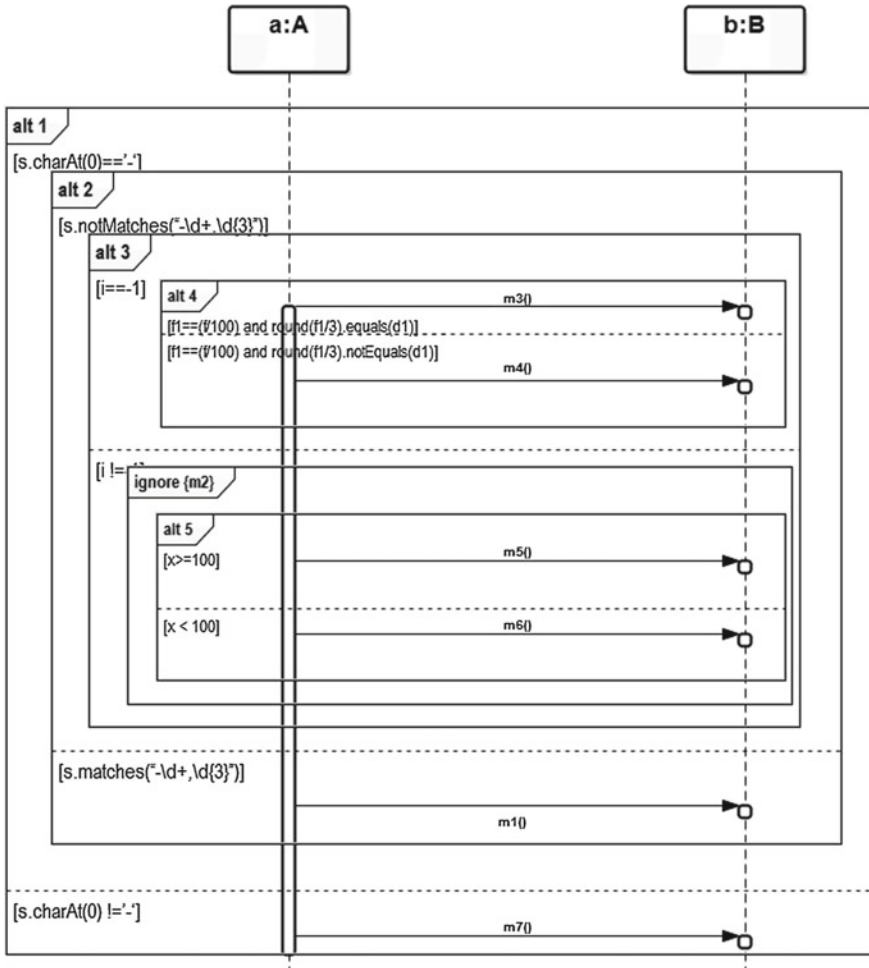 a:A
b:B
alt 1
[s.charAt(0)=='-']
alt 2
[s.notMatches("-\d+,\d{3}")]
alt 3
[i==-1]
alt 4
m3()
[f1==(f/100) and round(f1/3).equals(d1)]
[f1==(f/100) and round(f1/3).notEquals(d1)]
m4()
[i !=
ignore {m2}
alt 5
[x>=100]
m5()
[x < 100]
m6()
[s.matches("-\d+,\d{3}")]
m1()
[s.charAt(0) !='-']
m7()